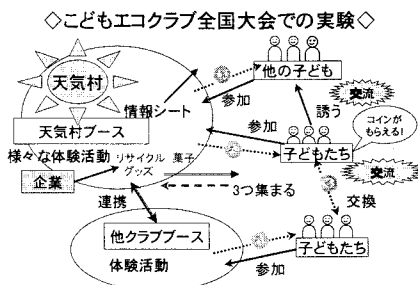 ◇こどもエコクラブ全国大会での実験◇
天気村
情報シート
天気村ブース
様々な体験活動
リサイクル
グッズ
菓子
企業
連携
他クラブブース
体験活動
参加
他の子ども
交流
誘う
参加
コインが
もらえる!
子どもたち
交流
3つ集まる
交換
子どもたち
参加